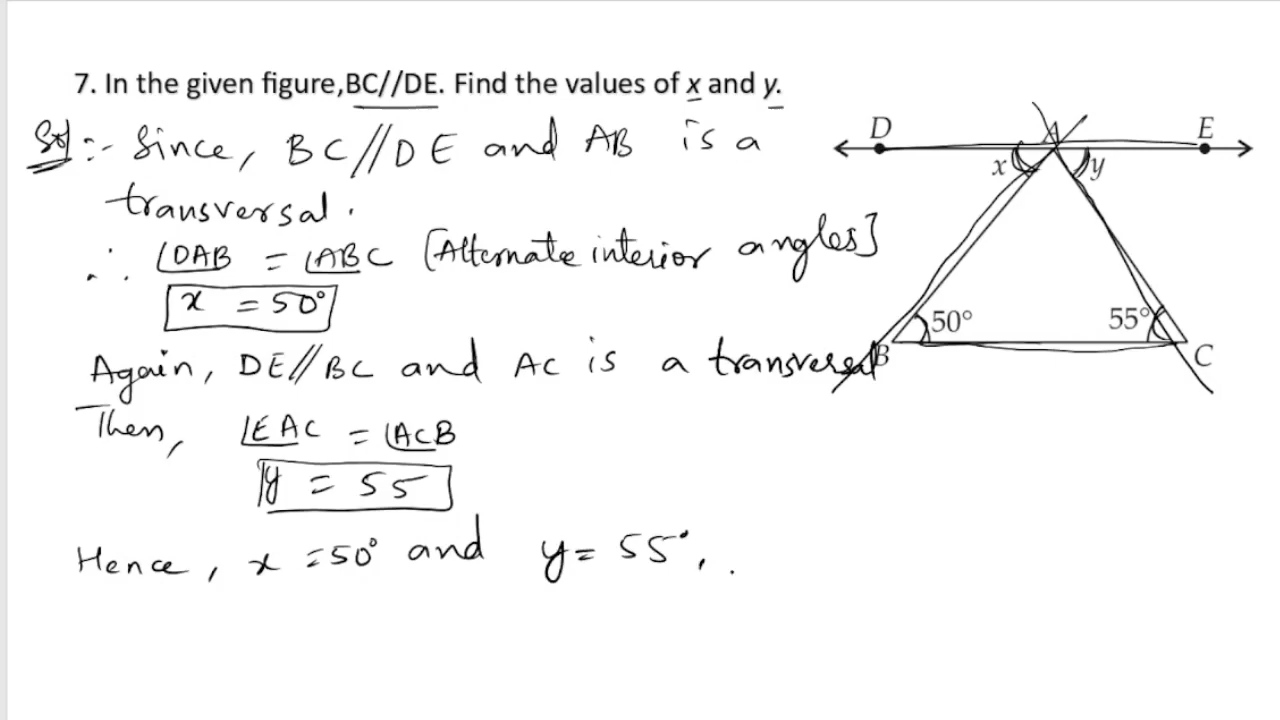 7. In the given figure,BC//DE. Find the values of x and y.
Sol:- Since, BC//DE and AB is a
transversal.
∴ ∠DAB = ∠ABC [Alternate interior angles]
x = 50°
Again, DE//BC and AC is a transversal
Then, ∠EAC = ∠ACB
y = 55
Hence, x = 50° and y = 55°.
D A E
x y
50° 55°
B C